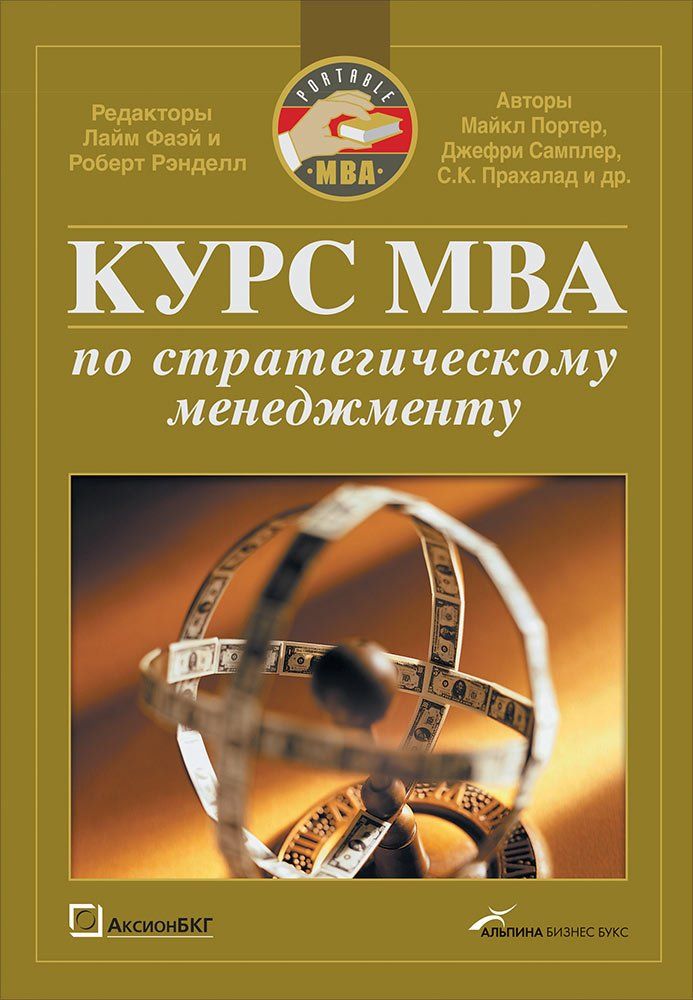 Редакторы
Лайм Фаэй и
Роберт Рэнделл
PORTABLE
·MBA·
Авторы
Майкл Портер,
Джефри Самплер,
С.К. Прахалад и др.
КУРС МВА
по стратегическому
менеджменту
АксионБКГ
АЛЬПИНА БИЗНЕС БУКС